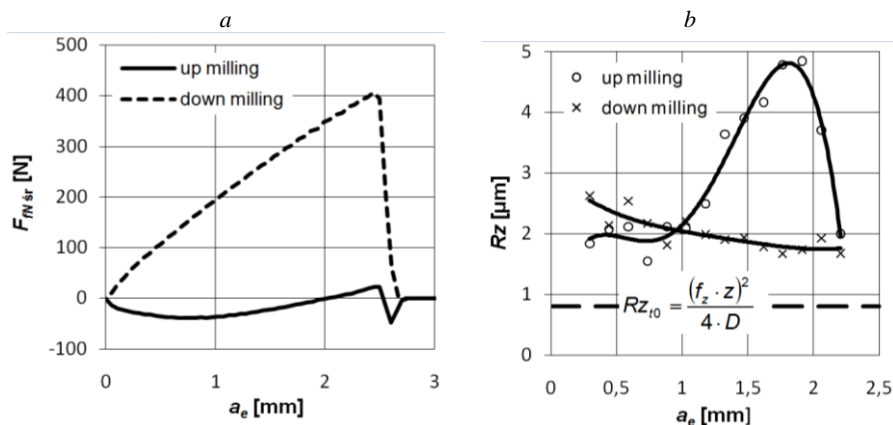 a
500
400
300
200
100
0
-100
F_fN śr [N]
up milling
down milling
0 1 2 3
a_e [mm]
b
5
4
3
2
1
0
Rz [µm]
up milling
down milling
Rz_t0 = (f_z · z)² / 4 · D
0 0,5 1 1,5 2 2,5
a_e [mm]